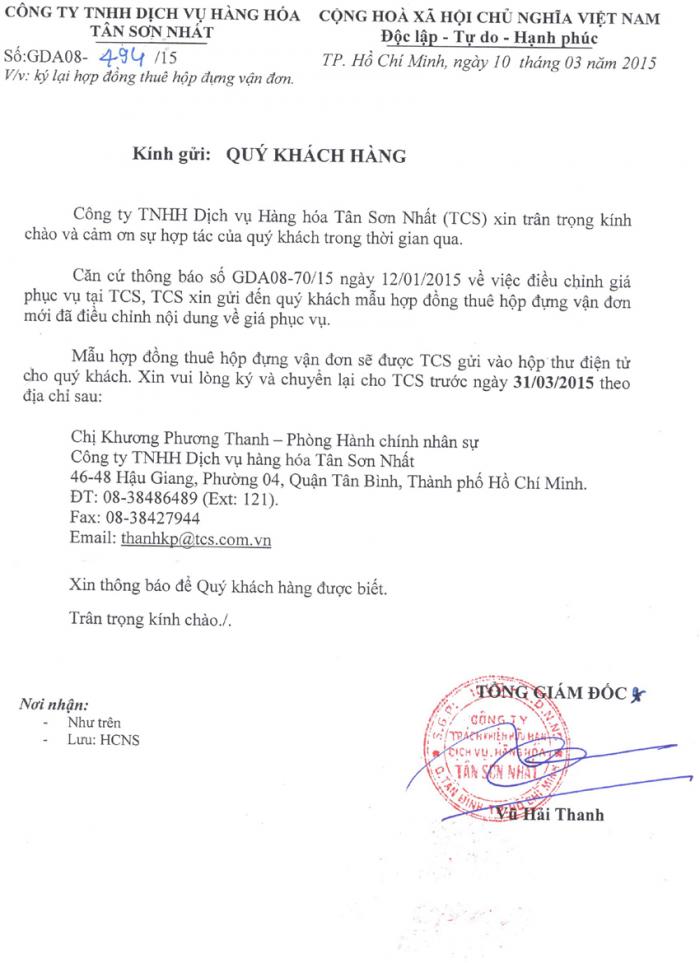 CÔNG TY TNHH DỊCH VỤ HÀNG HÓA
TÂN SƠN NHẤT
Số:GDA08- 494 /15
V/v: ký lại hợp đồng thuê hộp đựng vận đơn.
CỘNG HOÀ XÃ HỘI CHỦ NGHĨA VIỆT NAM
Độc lập - Tự do - Hạnh phúc
TP. Hồ Chí Minh, ngày 10 tháng 03 năm 2015
Kính gửi: QUÝ KHÁCH HÀNG
Công ty TNHH Dịch vụ Hàng hóa Tân Sơn Nhất (TCS) xin trân trọng kính
chào và cảm ơn sự hợp tác của quý khách trong thời gian qua.
Căn cứ thông báo số GDA08-70/15 ngày 12/01/2015 về việc điều chỉnh giá
phục vụ tại TCS, TCS xin gửi đến quý khách mẫu hợp đồng thuê hộp đựng vận đơn
mới đã điều chỉnh nội dung về giá phục vụ.
Mẫu hợp đồng thuê hộp đựng vận đơn sẽ được TCS gửi vào hộp thư điện tử
cho quý khách. Xin vui lòng ký và chuyển lại cho TCS trước ngày 31/03/2015 theo
địa chỉ sau:
Chị Khương Phương Thanh – Phòng Hành chính nhân sự
Công ty TNHH Dịch vụ hàng hóa Tân Sơn Nhất
46-48 Hậu Giang, Phường 04, Quận Tân Bình, Thành phố Hồ Chí Minh.
ĐT: 08-38486489 (Ext: 121).
Fax: 08-38427944
Email: thanhkp@tcs.com.vn
Xin thông báo để Quý khách hàng được biết.
Trân trọng kính chào./.
Nơi nhận:
- Như trên
- Lưu: HCNS
TỔNG GIÁM ĐỐC
CÔNG TY
TRÁCH NHIỆM HỮU HẠN
DỊCH VỤ HÀNG HÓA
TÂN SƠN NHẤT
Vũ Hải Thanh